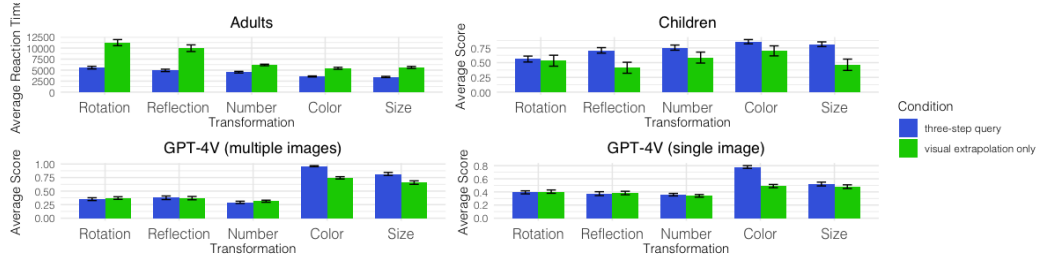 Adults
Average Reaction Time
12500
10000
7500
5000
2500
0
Rotation Reflection Number Color Size
Transformation
Children
Average Score
0.75
0.50
0.25
0.00
Rotation Reflection Number Color Size
Transformation
GPT-4V (multiple images)
Average Score
1.00
0.75
0.50
0.25
0.00
Rotation Reflection Number Color Size
Transformation
GPT-4V (single image)
Average Score
0.8
0.6
0.4
0.2
0.0
Rotation Reflection Number Color Size
Transformation
Condition
three-step query
visual extrapolation only